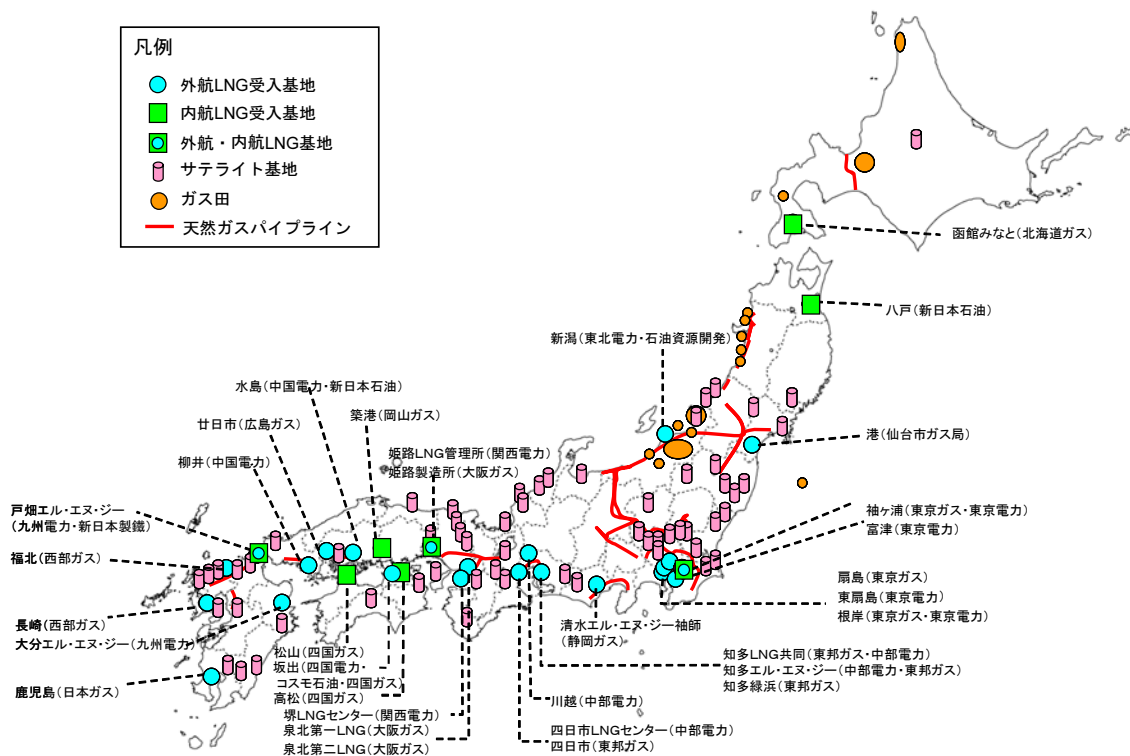 凡例
外航LNG受入基地
内航LNG受入基地
外航・内航LNG基地
サテライト基地
ガス田
天然ガスパイプライン
函館みなと(北海道ガス)
八戸(新日本石油)
新潟(東北電力・石油資源開発)
水島(中国電力・新日本石油)
築港(岡山ガス)
廿日市(広島ガス)
柳井(中国電力)
姫路LNG管理所(関西電力)
姫路製造所(大阪ガス)
港(仙台市ガス局)
戸畑エル・エヌ・ジー
(九州電力・新日本製鐵)
福北(西部ガス)
袖ヶ浦(東京ガス・東京電力)
富津(東京電力)
扇島(東京ガス)
東扇島(東京電力)
根岸(東京ガス・東京電力)
長崎(西部ガス)
大分エル・エヌ・ジー(九州電力)
鹿児島(日本ガス)
松山(四国ガス)
坂出(四国電力・
コスモ石油・四国ガス)
高松(四国ガス)
堺LNGセンター(関西電力)
泉北第一LNG(大阪ガス)
泉北第二LNG(大阪ガス)
清水エル・エヌ・ジー袖師
(静岡ガス)
知多LNG共同(東邦ガス・中部電力)
知多エル・エヌ・ジー(中部電力・東邦ガス)
知多緑浜(東邦ガス)
川越(中部電力)
四日市LNGセンター(中部電力)
四日市(東邦ガス)